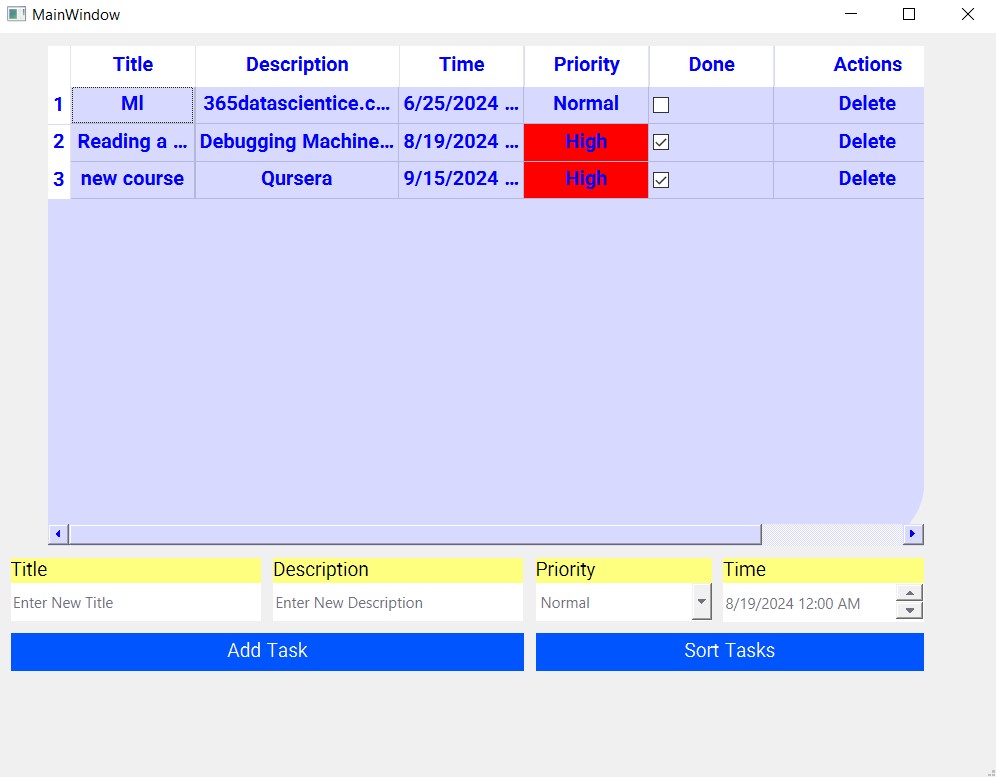 MainWindow
Title Description Time Priority Done Actions
1 Ml 365datascientice.c... 6/25/2024 ... Normal Delete
2 Reading a ... Debugging Machine... 8/19/2024 ... High Delete
3 new course Qursera 9/15/2024 ... High Delete
Title Description Priority Time
Enter New Title Enter New Description Normal 8/19/2024 12:00 AM
Add Task Sort Tasks